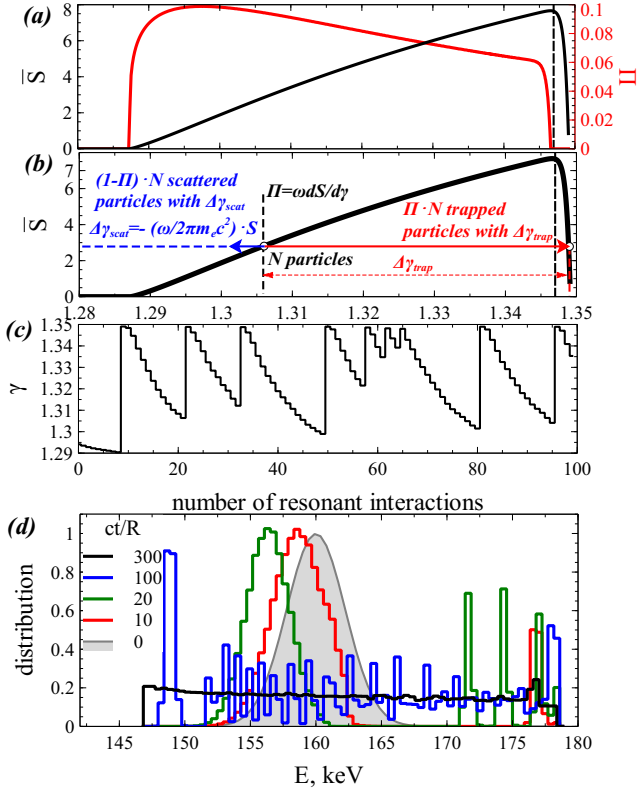 (a)
8
6
4
2
0
S̅
0.1
0.08
0.06
0.04
0.02
0
Π
(b)
7
6
5
4
3
2
1
0
S̅
(1-Π) ·N scattered
particles with Δγscat
Δγscat=- (ω/2πmec²) ·S
Π=ωdS/dγ
Π ·N trapped
particles with Δγtrap
N particles
Δγtrap
1.28 1.29 1.3 1.31 1.32 1.33 1.34 1.35
(c)
1.35
1.34
1.33
1.32
1.31
1.3
1.29
γ
0 20 40 60 80 100
number of resonant interactions
(d)
1
0.8
0.6
0.4
0.2
0
distribution
ct/R
300
100
20
10
0
145 150 155 160 165 170 175 180
E, keV